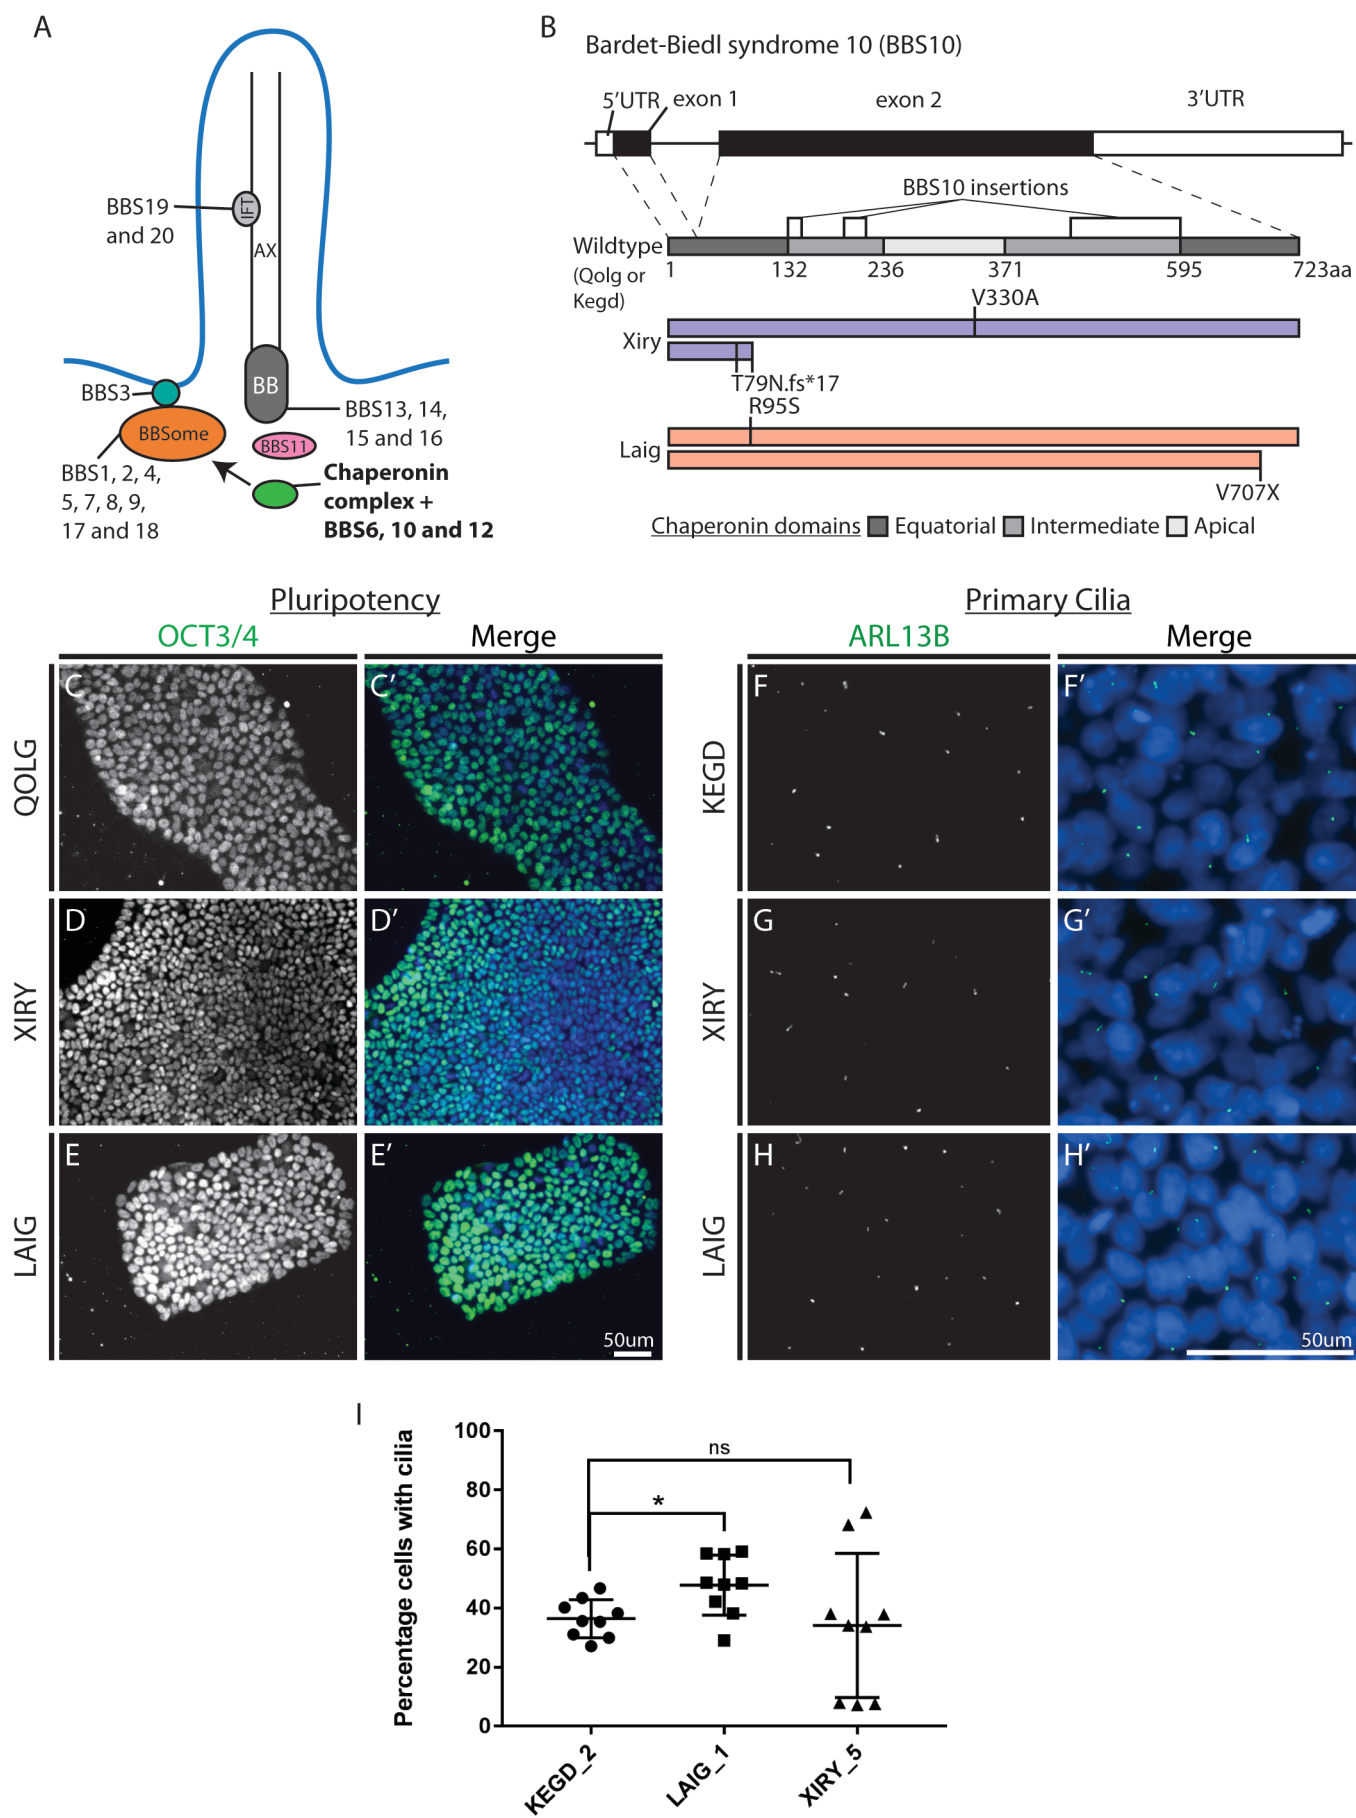 A
BBS19
and 20
IFT
AX
BB
BBS3
BBSome
BBS11
BBS13, 14,
15 and 16
BBS1, 2, 4,
5, 7, 8, 9,
17 and 18
Chaperonin
complex +
BBS6, 10 and 12
B
Bardet-Biedl syndrome 10 (BBS10)
5'UTR
exon 1
exon 2
3'UTR
BBS10 insertions
Wildtype
(Qolg or
Kegd)
1
132
236
371
595
723aa
V330A
Xiry
T79N.fs*17
R95S
Laig
V707X
Chaperonin domains
Equatorial
Intermediate
Apical
Pluripotency
OCT3/4
Merge
QOLG
C
C'
XIRY
D
D'
LAIG
E
E'
50um
Primary Cilia
ARL13B
Merge
KEGD
F
F'
XIRY
G
G'
LAIG
H
H'
50um
I
Percentage cells with cilia
100
80
60
40
20
0
ns
*
KEGD_2
LAIG_1
XIRY_5